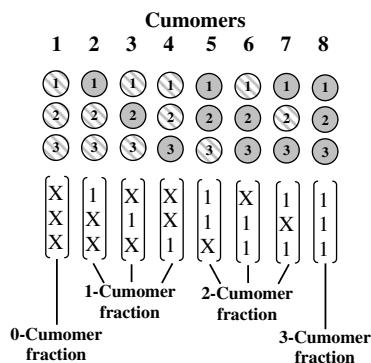 Cumomers
1 2 3 4 5 6 7 8
1 1 1 1 1 1 1 1
2 2 2 2 2 2 2 2
3 3 3 3 3 3 3 3
X 1 X X 1 X 1 1
X X 1 X 1 1 X 1
X X X 1 X 1 1 1
1-Cumomer
fraction
2-Cumomer
fraction
0-Cumomer
fraction
3-Cumomer
fraction